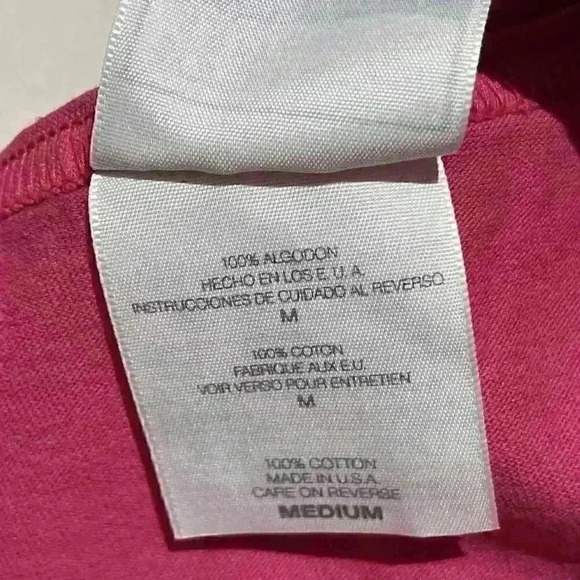 100% ALGODON
HECHO EN LOS E. U. A.
INSTRUCCIONES DE CUIDADO AL REVERSO
M
100% COTON
FABRIQUE AUX E.U.
VOIR VERSO POUR ENTRETIEN
M
100% COTTON
MADE IN U.S.A.
CARE ON REVERSE
MEDIUM